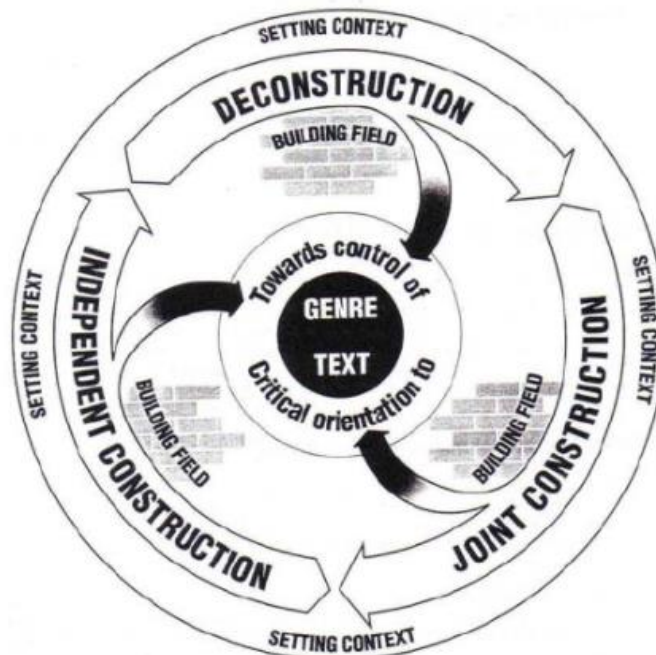 SETTING CONTEXT
DECONSTRUCTION
BUILDING FIELD
SETTING CONTEXT
INDEPENDENT CONSTRUCTION
BUILDING FIELD
Towards control of
GENRE
TEXT
Critical orientation to
BUILDING FIELD
JOINT CONSTRUCTION
SETTING CONTEXT
SETTING CONTEXT